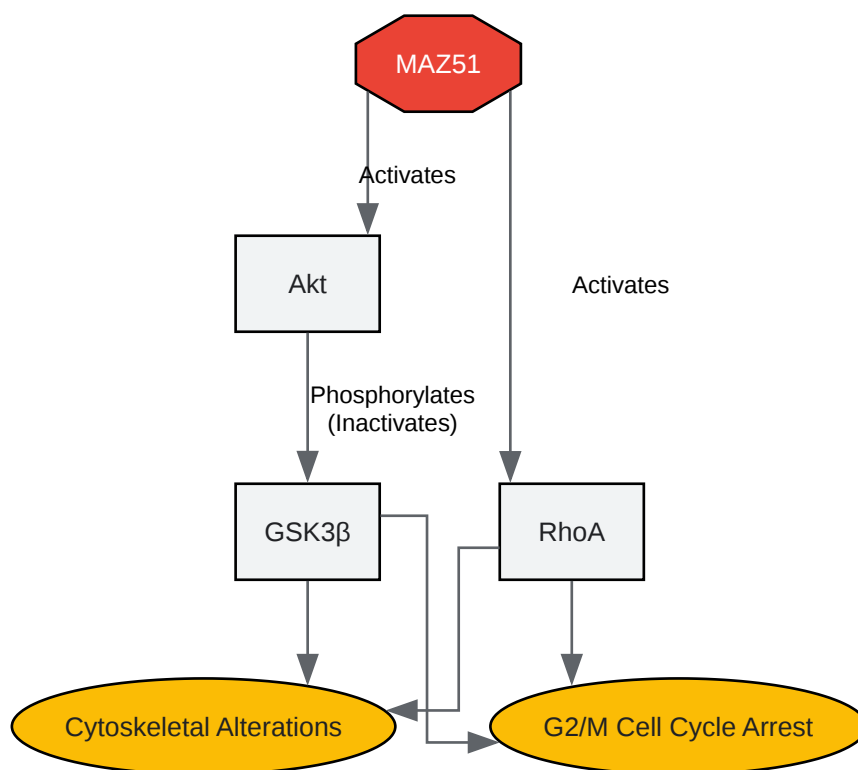 MAZ51
Activates
Akt
Activates
Phosphorylates
(Inactivates)
GSK3β
RhoA
Cytoskeletal Alterations
G2/M Cell Cycle Arrest